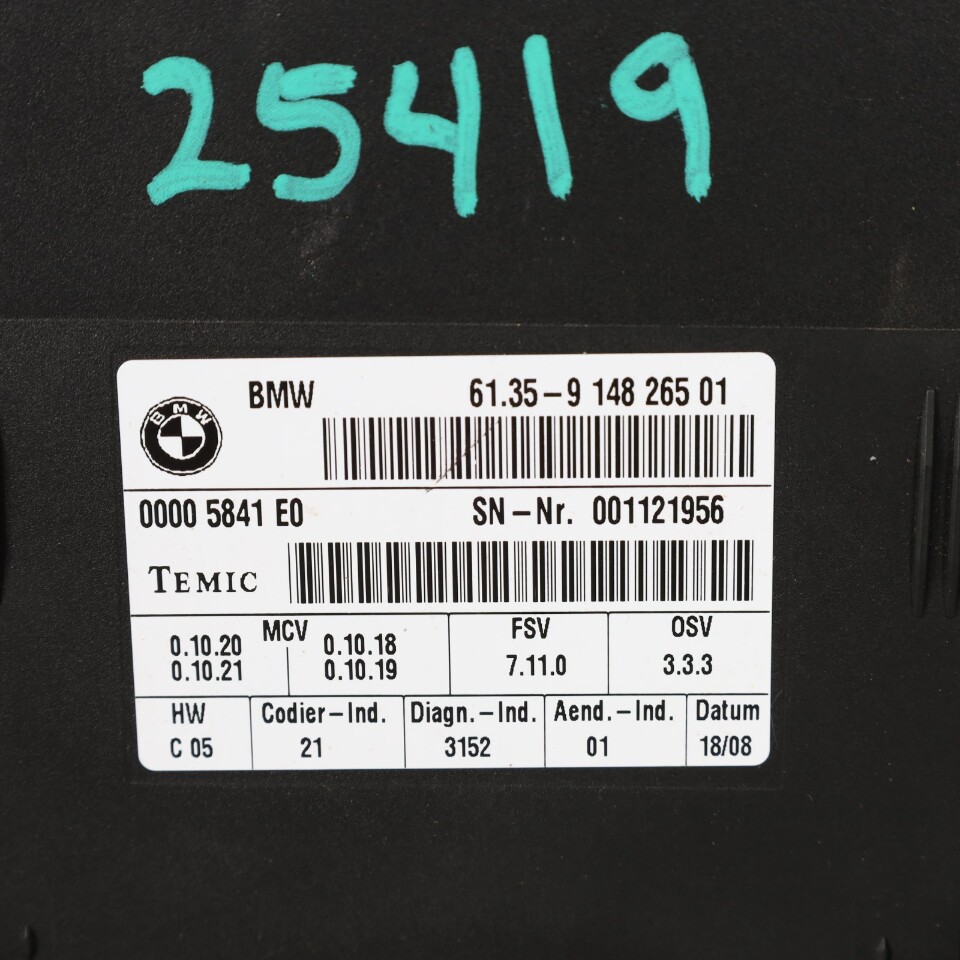 25419
BMW 61.35-9 148 265 01
BMW
0000 5841 E0 SN-Nr. 001121956
TEMIC
MCV FSV OSV
0.10.20 0.10.18 7.11.0 3.3.3
0.10.21 0.10.19
HW Codier-Ind. Diagn.-Ind. Aend.-Ind. Datum
C 05 21 3152 01 18/08